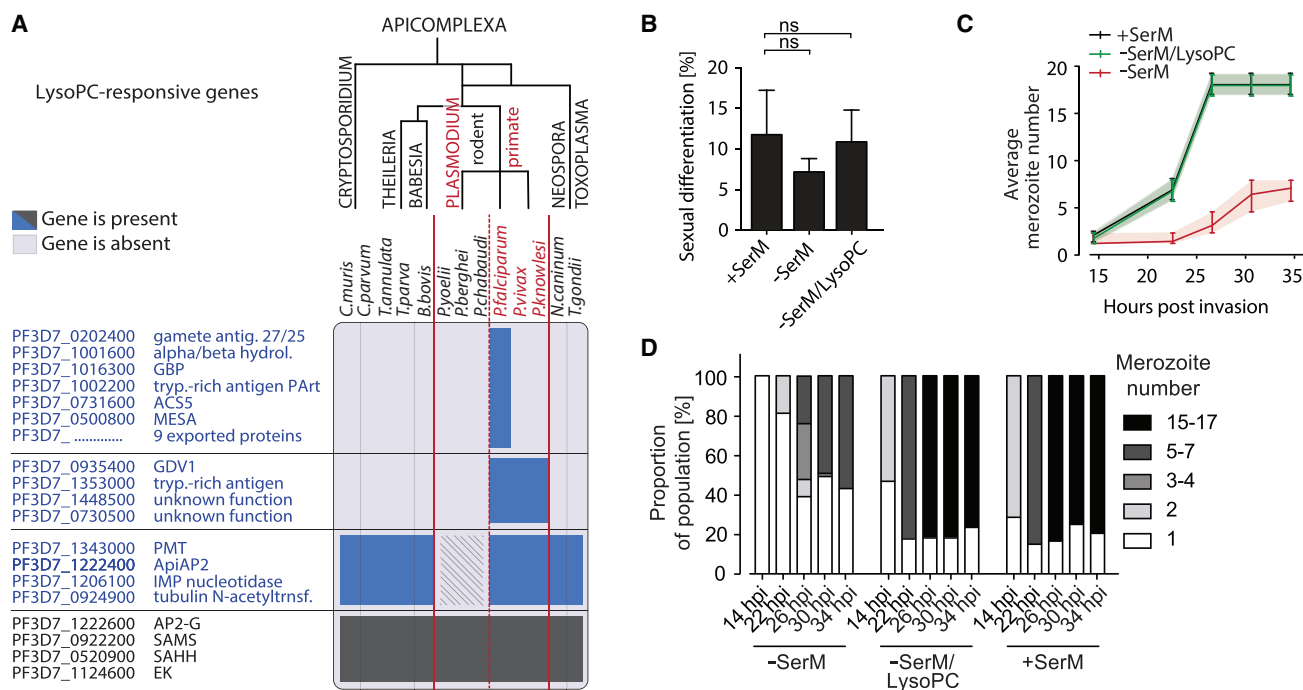 A
APICOMPLEXA
LysoPC-responsive genes
CRYPTOSPORIDIUM
THEILERIA
BABESIA
PLASMODIUM
rodent
primate
NEOSPORA
TOXOPLASMA
Gene is present
Gene is absent
C.muris
C.parvum
T.annulata
T.parva
B.bovis
P.yoelii
P.berghei
P.chabaudi
P.falciparum
P.vivax
P.knowlesi
N.caninum
T.gondii
PF3D7_0202400 gamete antig. 27/25
PF3D7_1001600 alpha/beta hydrol.
PF3D7_1016300 GBP
PF3D7_1002200 tryp.-rich antigen PArt
PF3D7_0731600 ACS5
PF3D7_0500800 MESA
PF3D7_ ............. 9 exported proteins
PF3D7_0935400 GDV1
PF3D7_1353000 tryp.-rich antigen
PF3D7_1448500 unknown function
PF3D7_0730500 unknown function
PF3D7_1343000 PMT
PF3D7_1222400 ApiAP2
PF3D7_1206100 IMP nucleotidase
PF3D7_0924900 tubulin N-acetyltrnsf.
PF3D7_1222600 AP2-G
PF3D7_0922200 SAMS
PF3D7_0520900 SAHH
PF3D7_1124600 EK
B
ns
ns
Sexual differentiation [%]
20
15
10
5
0
+SerM
-SerM
-SerM/LysoPC
C
+SerM
-SerM/LysoPC
-SerM
Average
merozoite number
20
10
5
0
15 20 25 30 35
Hours post invasion
D
Proportion
of population [%]
100
80
60
40
20
0
14 hpi
22 hpi
26 hpi
30 hpi
34 hpi
14 hpi
22 hpi
26 hpi
30 hpi
34 hpi
14 hpi
22 hpi
26 hpi
30 hpi
34 hpi
-SerM
-SerM/
LysoPC
+SerM
Merozoite
number
15-17
5-7
3-4
2
1